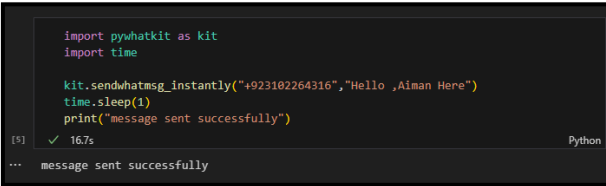 import pywhatkit as kit
import time
kit.sendwhatmsg_instantly("+923102264316","Hello ,Aiman Here")
time.sleep(1)
print("message sent successfully")
[5] ✓ 16.7s Python
... message sent successfully